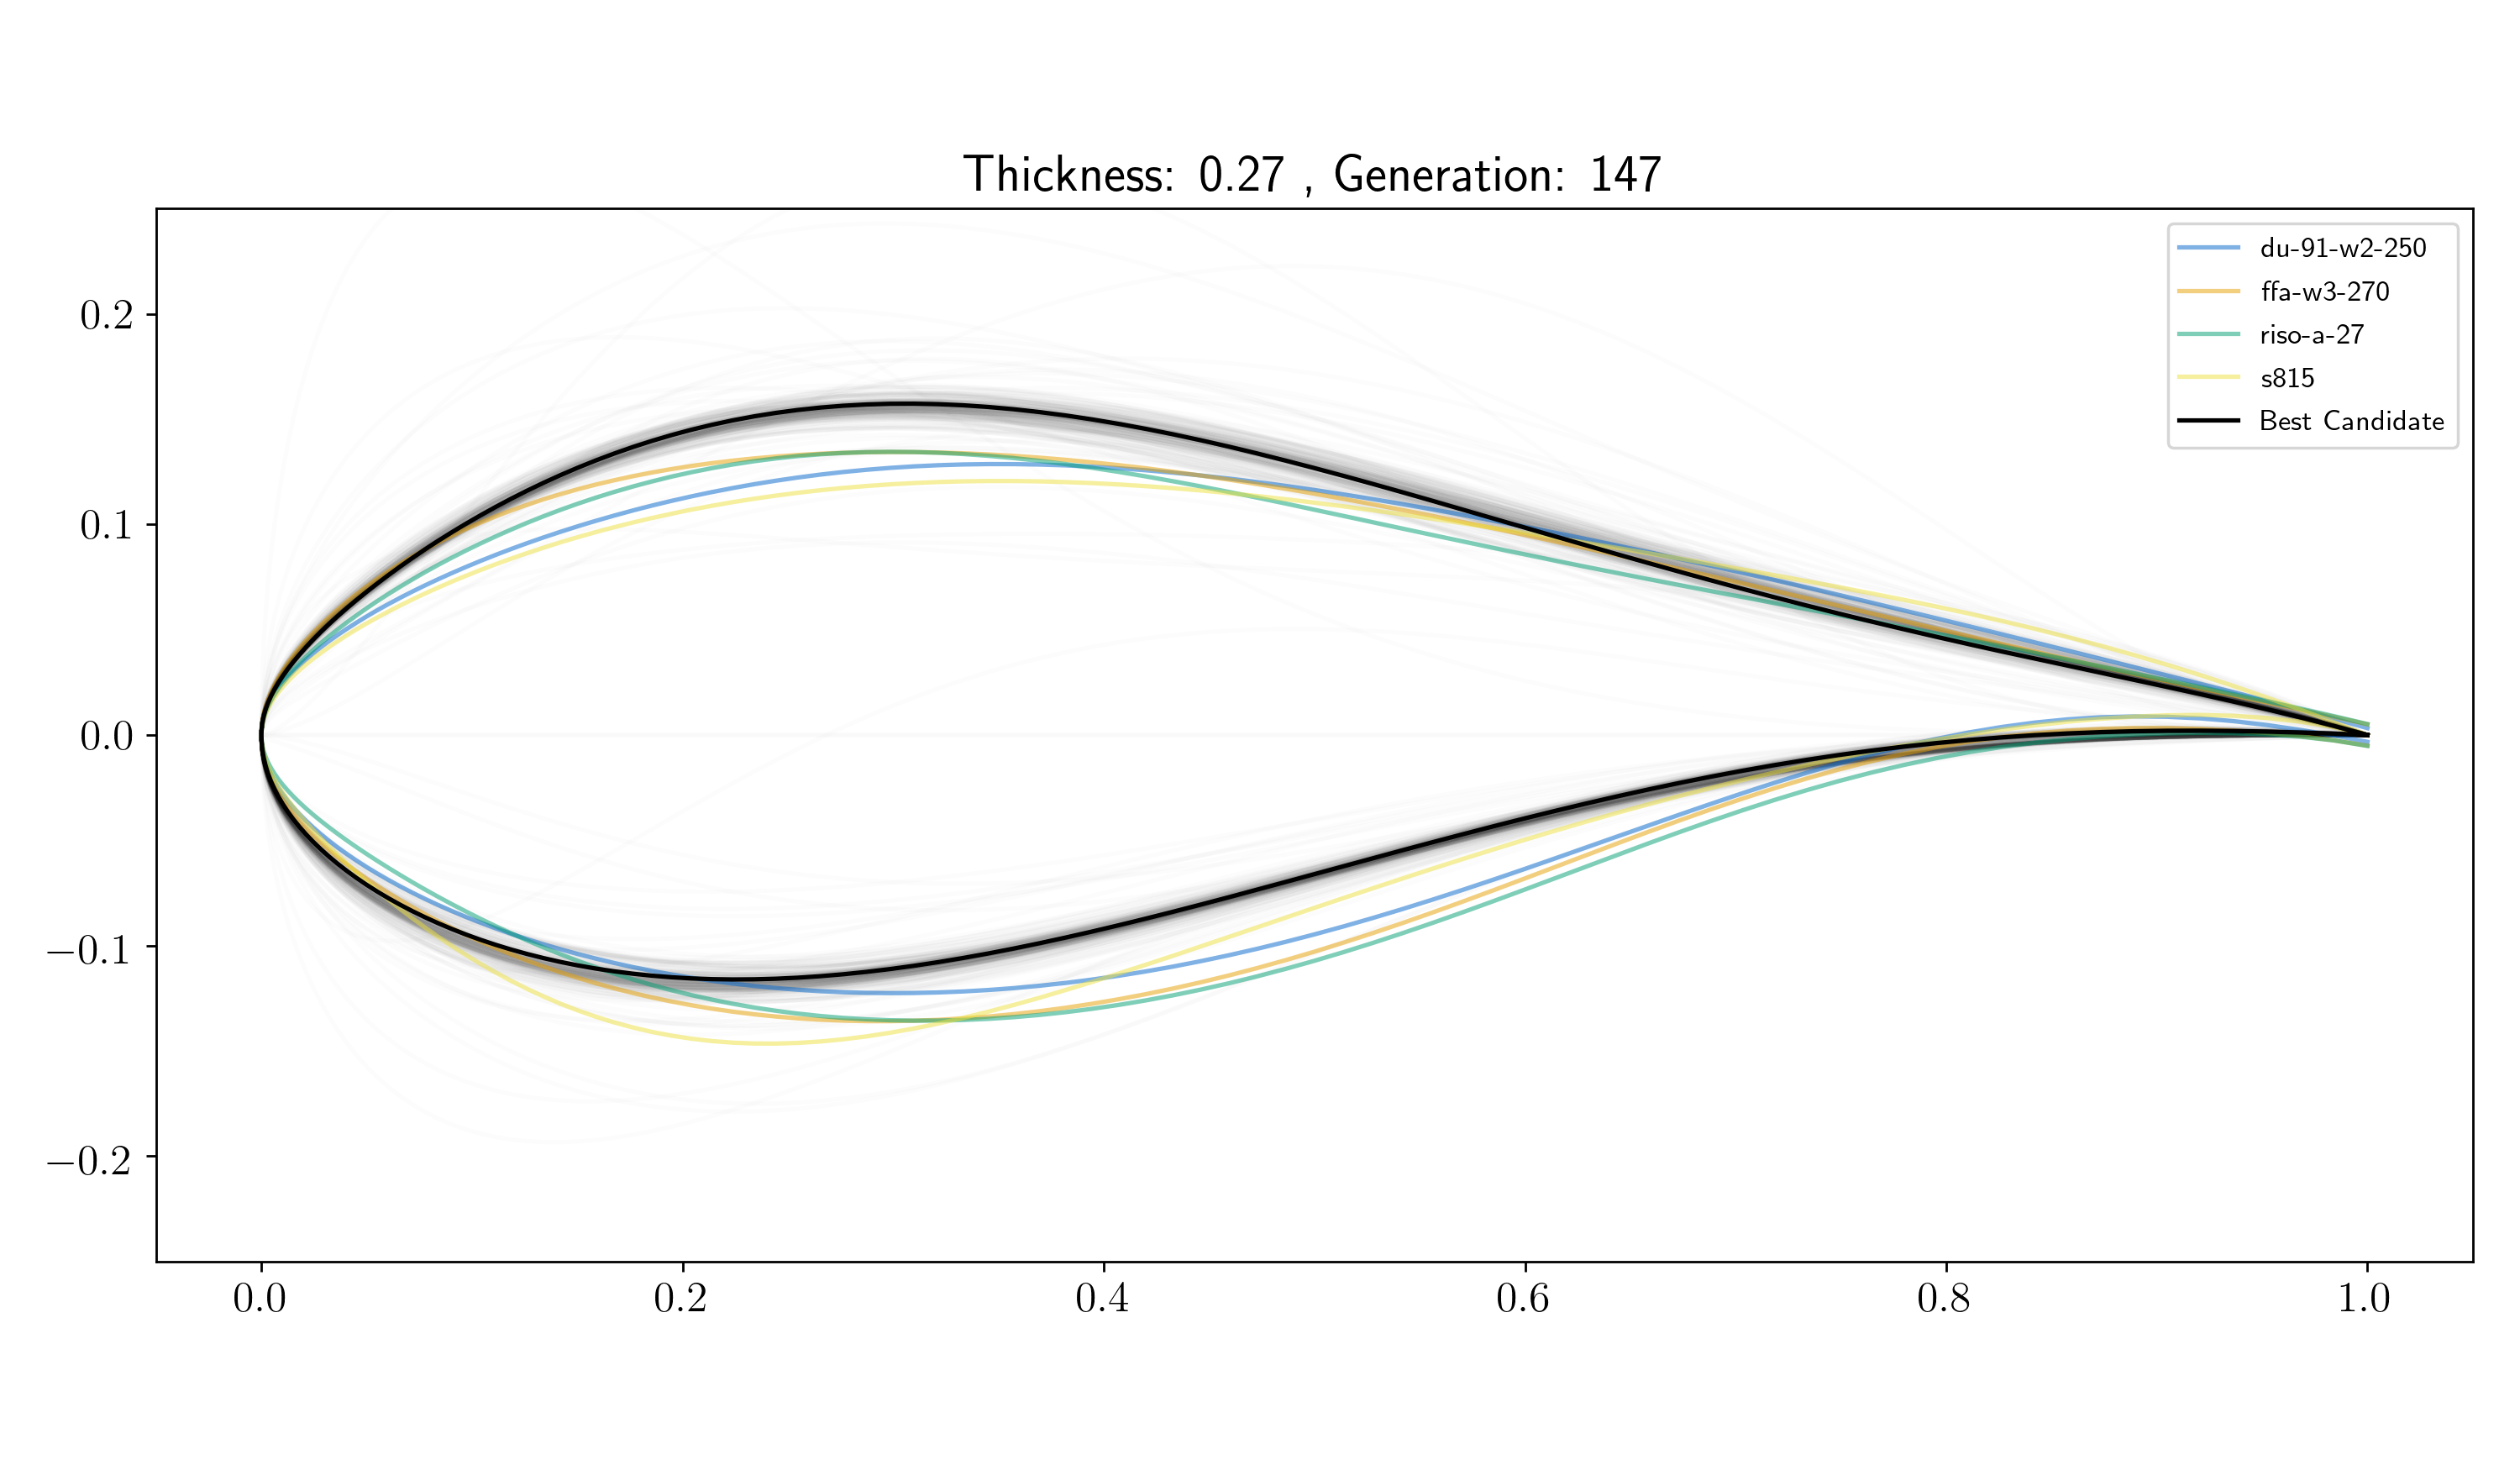 Thickness: 0.27 , Generation: 147
du-91-w2-250
ffa-w3-270
riso-a-27
s815
Best Candidate
0.2
0.1
0.0
−0.1
−0.2
0.0 0.2 0.4 0.6 0.8 1.0